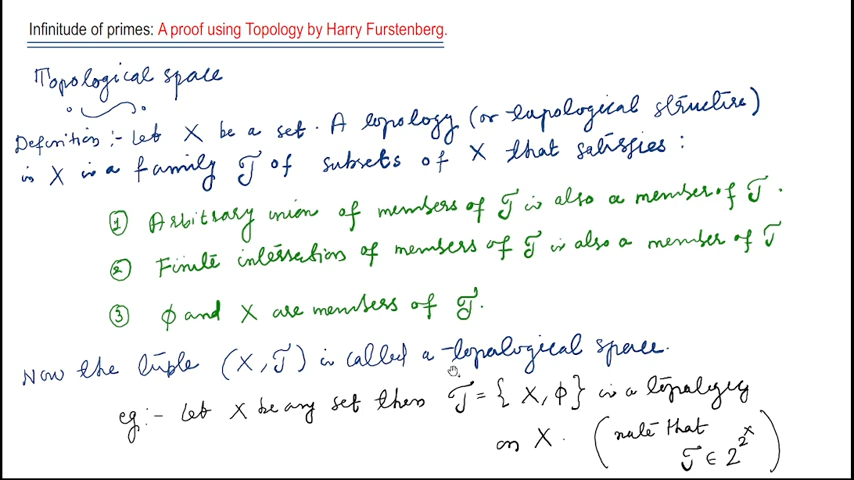 Infinitude of primes: A proof using Topology by Harry Furstenberg.
Topological space
Definition :- Let X be a set. A topology (or topological structure)
in X is a family 𝒯 of subsets of X that satisfies :
① Arbitrary union of members of 𝒯 is also a member of 𝒯.
② Finite intersection of members of 𝒯 is also a member of 𝒯
③ ϕ and X are members of 𝒯.
Now the tuple (X, 𝒯) is called a topological space.
eg :- Let X be any set then 𝒯 = { X, ϕ} is a topology
on X. (note that
𝒯 ∈ 2^2^X)